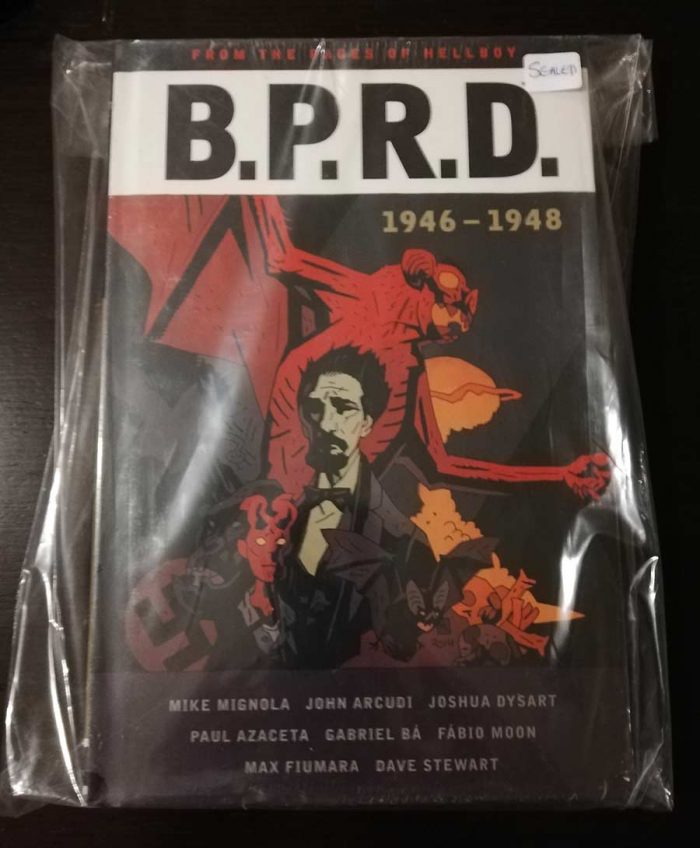 FROM THE PAGES OF HELLBOY
SEALED
B.P.R.D.
1946–1948
MIKE MIGNOLA JOHN ARCUDI JOSHUA DYSART
PAUL AZACETA GABRIEL BÁ FÁBIO MOON
MAX FIUMARA DAVE STEWART